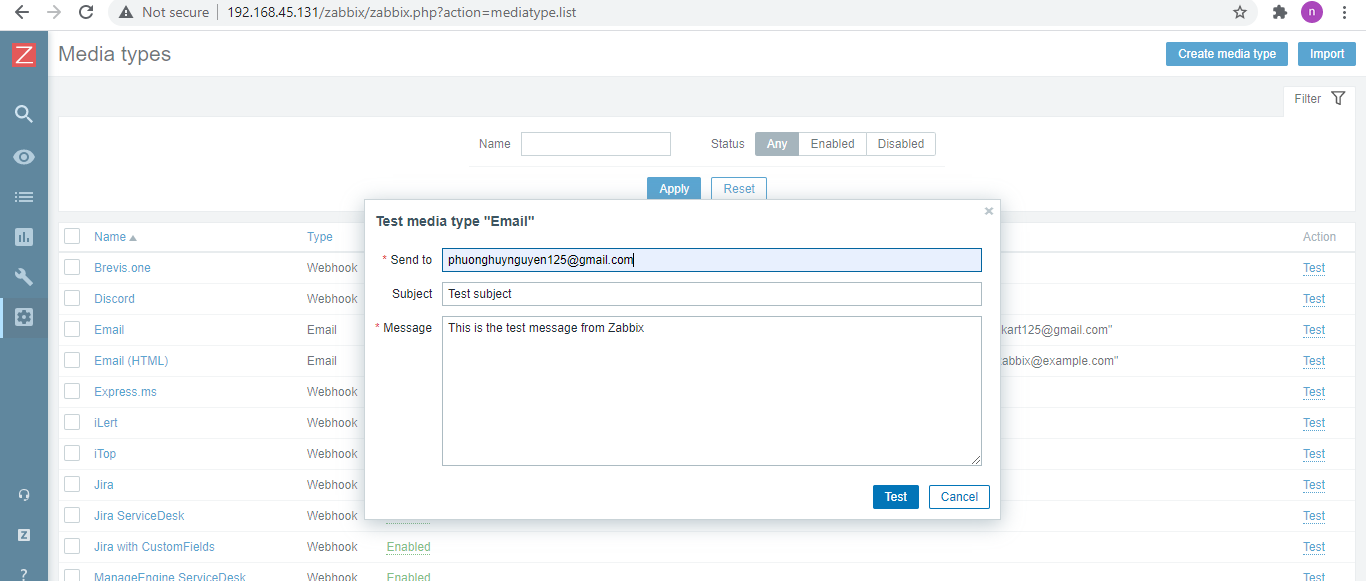 Not secure 192.168.45.131/zabbix/zabbix.php?action=mediatype.list n
Z Media types Create media type Import
Filter
Name Status Any Enabled Disabled
Apply Reset
Test media type "Email"
* Send to phuonghuynguyen125@gmail.com
Subject Test subject
* Message This is the test message from Zabbix
Test Cancel
Name Type Action
Brevis.one Webhook Test
Discord Webhook Test
Email Email kart125@gmail.com" Test
Email (HTML) Email abbix@example.com" Test
Express.ms Webhook Test
iLert Webhook Test
iTop Webhook Test
Jira Webhook Test
Jira ServiceDesk Webhook Test
Jira with CustomFields Webhook Enabled Test
ManageEngine ServiceDesk Webhook Enabled Test
Z
?